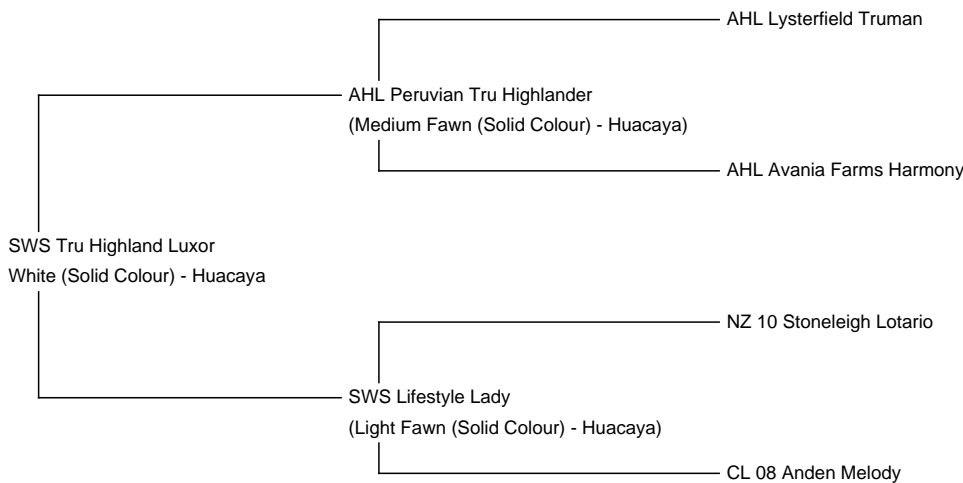 AHL Lysterfield Truman
AHL Peruvian Tru Highlander
(Medium Fawn (Solid Colour) - Huacaya)
AHL Avania Farms Harmony
SWS Tru Highland Luxor
White (Solid Colour) - Huacaya
NZ 10 Stoneleigh Lotario
SWS Lifestyle Lady
(Light Fawn (Solid Colour) - Huacaya)
CL 08 Anden Melody